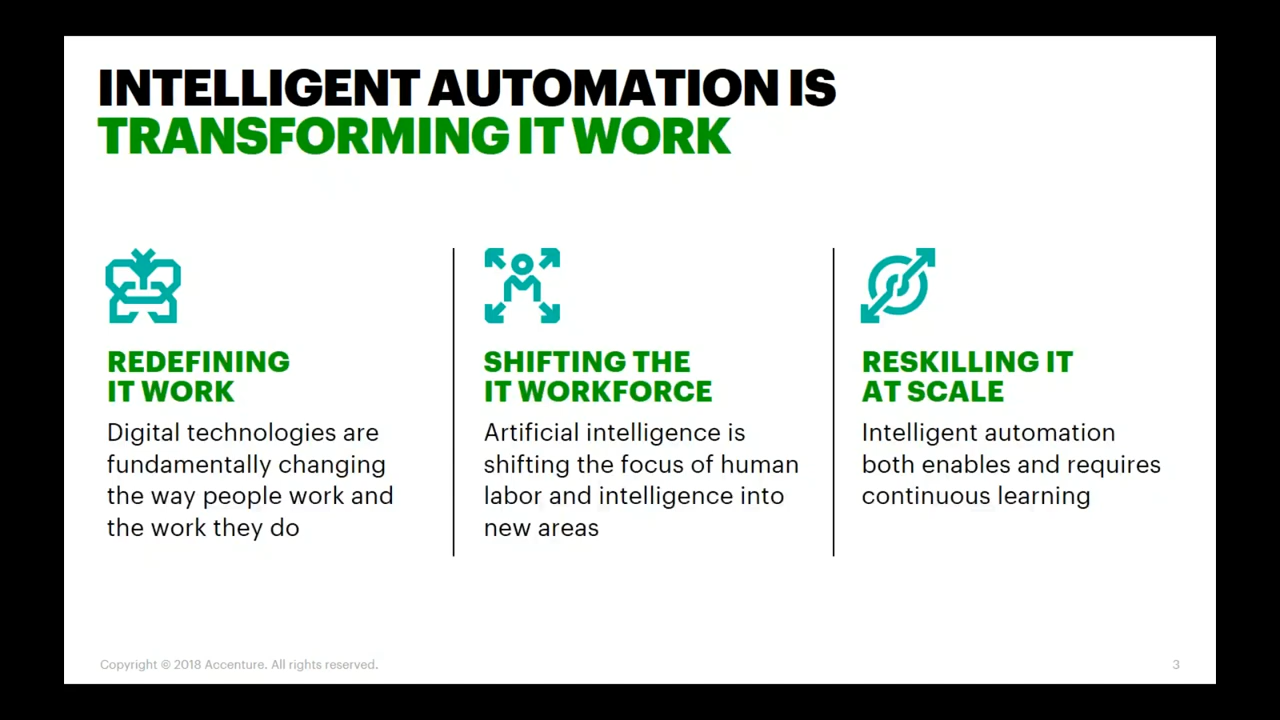 INTELLIGENT AUTOMATION IS
TRANSFORMING IT WORK
REDEFINING
IT WORK
Digital technologies are
fundamentally changing
the way people work and
the work they do
SHIFTING THE
IT WORKFORCE
Artificial intelligence is
shifting the focus of human
labor and intelligence into
new areas
RESKILLING IT
AT SCALE
Intelligent automation
both enables and requires
continuous learning
Copyright © 2018 Accenture. All rights reserved.
3